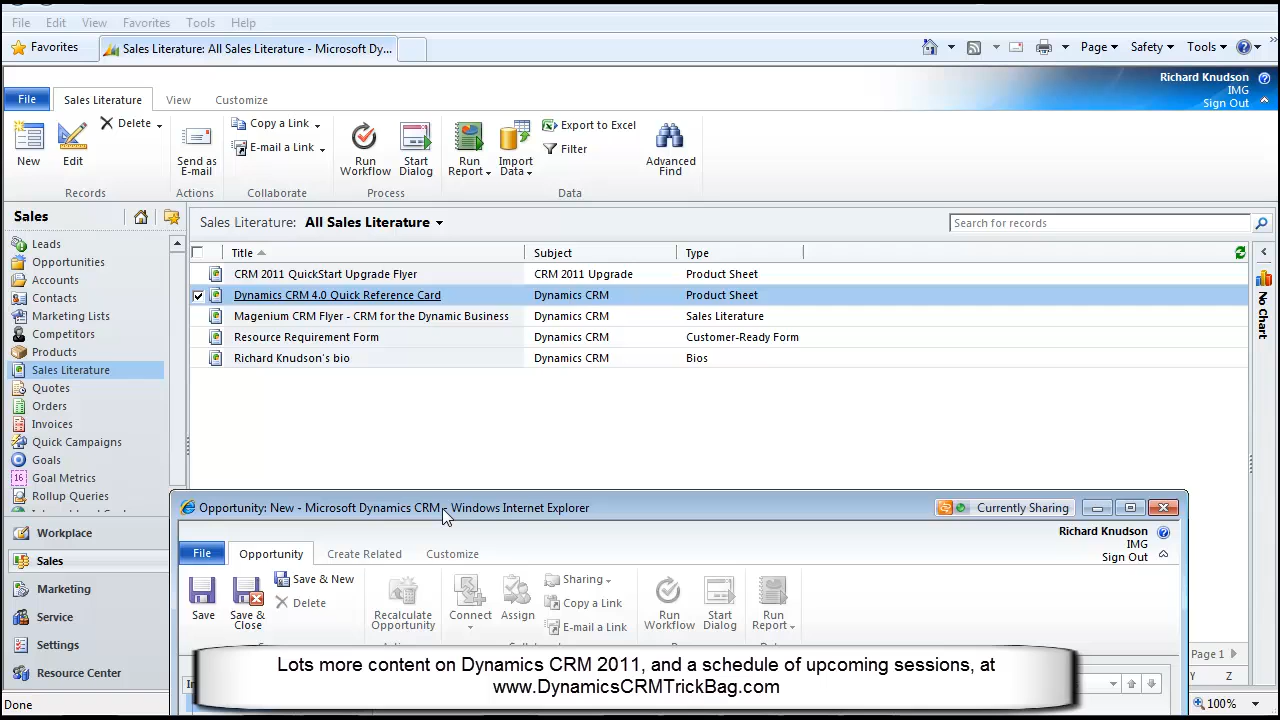 File Edit View Favorites Tools Help
Favorites Sales Literature: All Sales Literature - Microsoft Dy... Page Safety Tools
Richard Knudson
IMG
Sign Out
File Sales Literature View Customize
New Edit Delete Send as E-mail Copy a Link E-mail a Link Run Workflow Start Dialog Run Report Import Data Export to Excel Filter Advanced Find
Records Actions Collaborate Process Data
Sales
Sales Literature: All Sales Literature Search for records
Title Subject Type
CRM 2011 QuickStart Upgrade Flyer CRM 2011 Upgrade Product Sheet
Dynamics CRM 4.0 Quick Reference Card Dynamics CRM Product Sheet
Magenium CRM Flyer - CRM for the Dynamic Business Dynamics CRM Sales Literature
Resource Requirement Form Dynamics CRM Customer-Ready Form
Richard Knudson's bio Dynamics CRM Bios
No Chart
Leads
Opportunities
Accounts
Contacts
Marketing Lists
Competitors
Products
Sales Literature
Quotes
Orders
Invoices
Quick Campaigns
Goals
16 Goal Metrics
Rollup Queries
Workplace
Sales
Marketing
Service
Settings
Resource Center
Opportunity: New - Microsoft Dynamics CRM - Windows Internet Explorer Currently Sharing
Richard Knudson
IMG
Sign Out
File Opportunity Create Related Customize
Save Save & Close Save & New Delete Recalculate Opportunity Connect Assign Sharing Copy a Link E-mail a Link Run Workflow Start Dialog Run Report
Lots more content on Dynamics CRM 2011, and a schedule of upcoming sessions, at
www.DynamicsCRMTrickBag.com
Page 1
Y Z
Done 100%